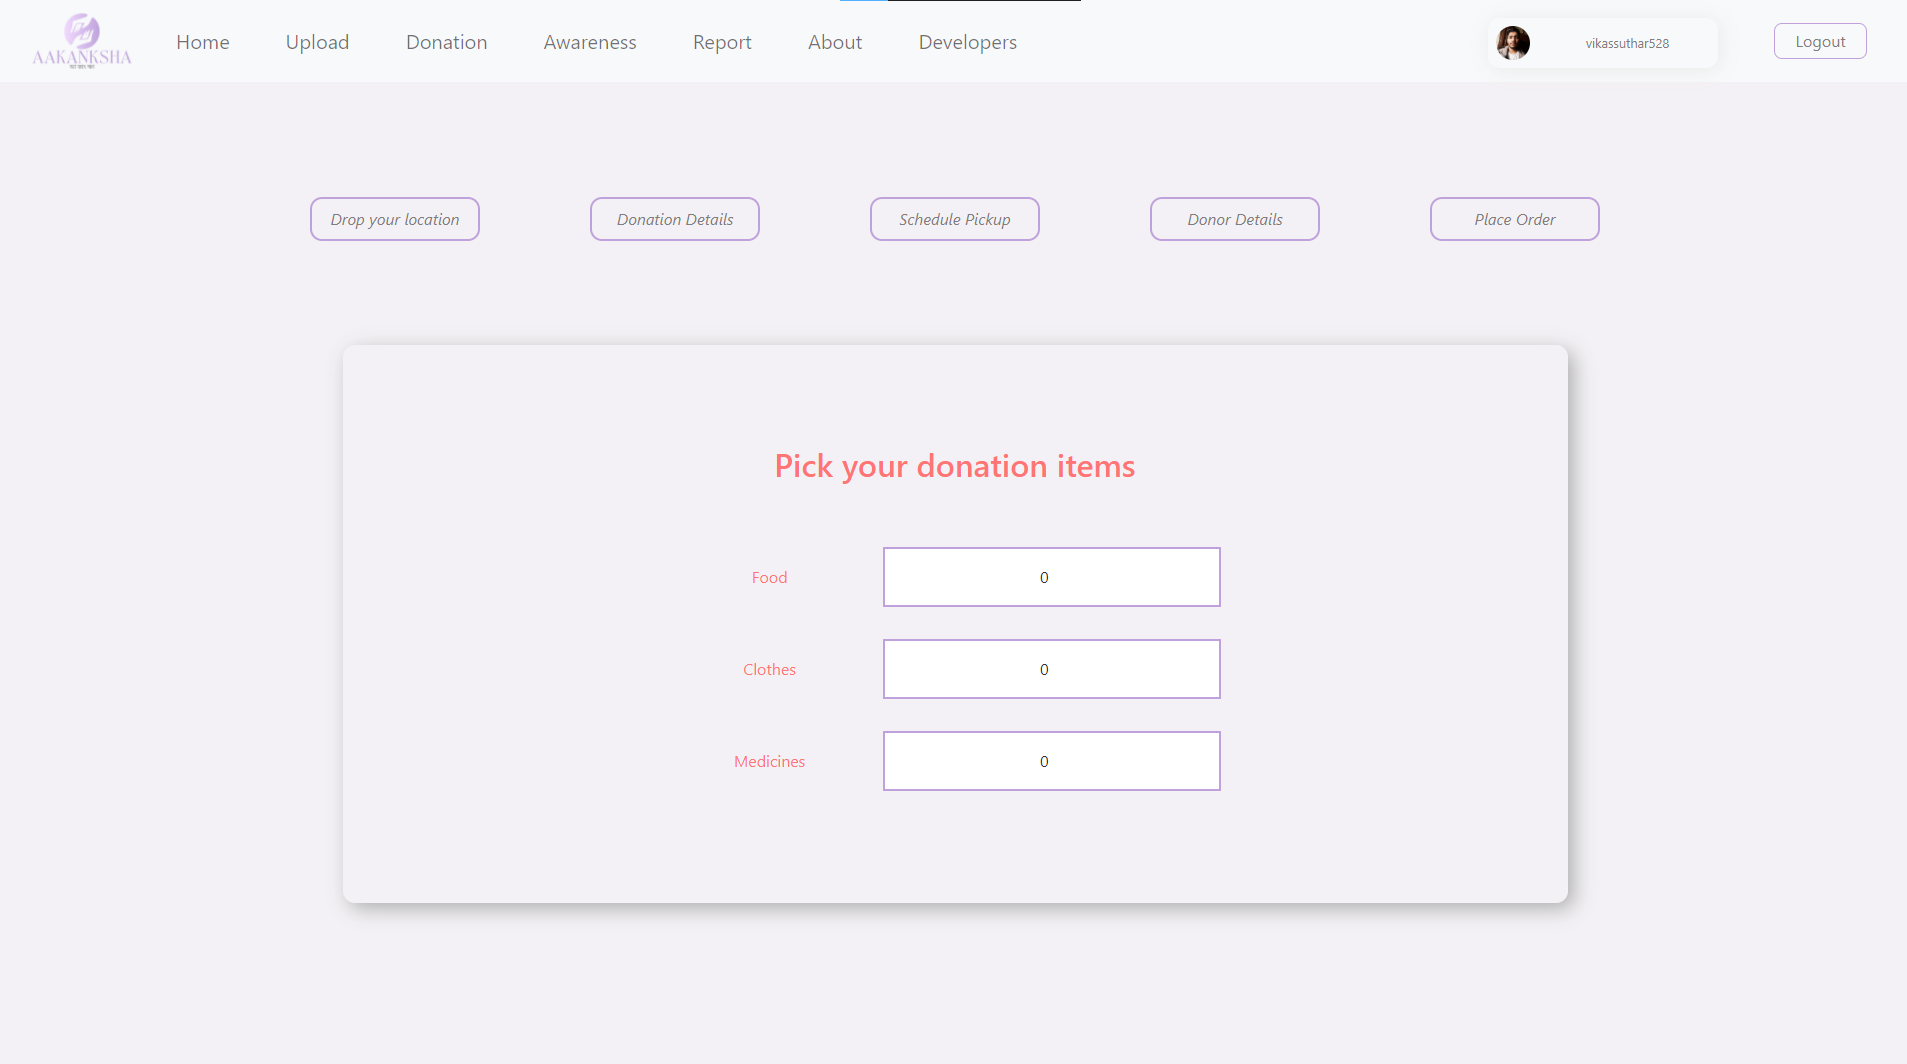 AAKANKSHA
Home
Upload
Donation
Awareness
Report
About
Developers
vikassuthar528
Logout
Drop your location
Donation Details
Schedule Pickup
Donor Details
Place Order
Pick your donation items
Food
0
Clothes
0
Medicines
0